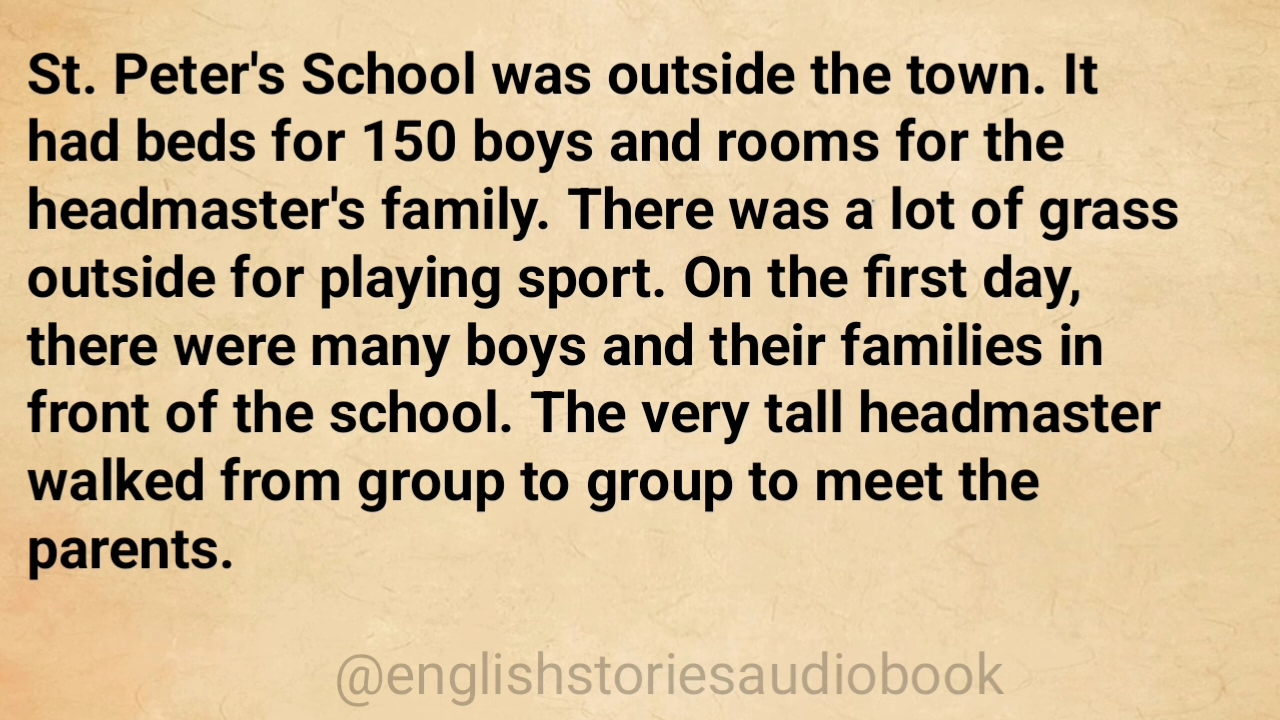 St. Peter's School was outside the town. It
had beds for 150 boys and rooms for the
headmaster's family. There was a lot of grass
outside for playing sport. On the first day,
there were many boys and their families in
front of the school. The very tall headmaster
walked from group to group to meet the
parents.
@englishstoriesaudiobook